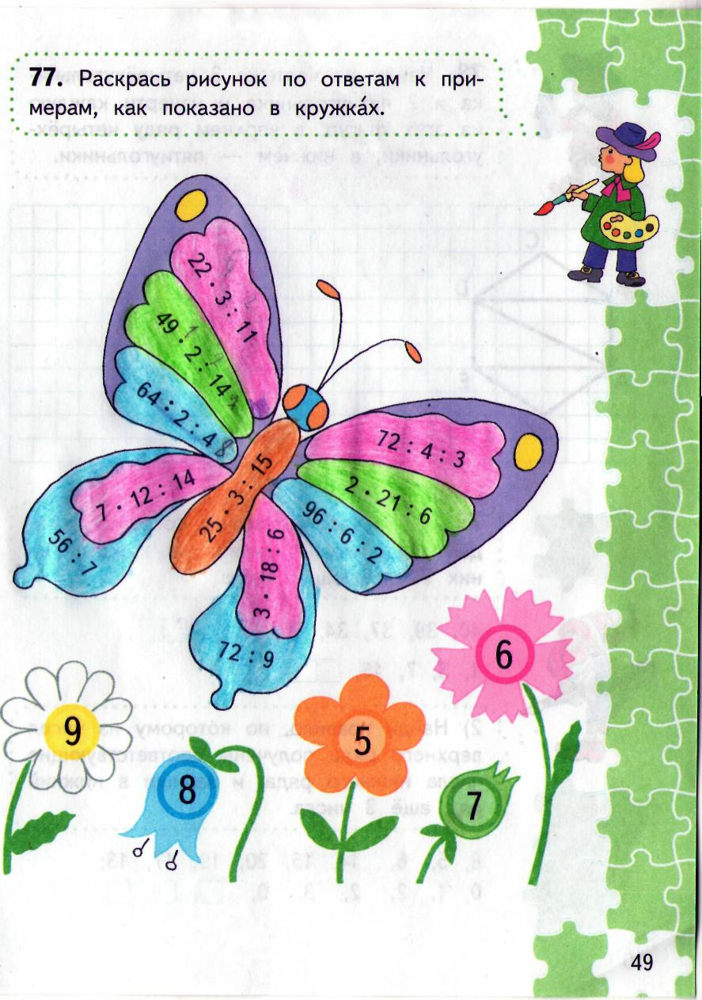 77. Раскрась рисунок по ответам к при-
мерам, как показано в кружка́х.
22 · 3 : 11
49 · 2 : 14
64 : 2 : 4 8
7 · 12 : 14
56 : 7
25 · 3 : 15
72 : 4 : 3
2 · 21 : 6
96 : 6 : 2
3 · 18 : 6
72 : 9
6
9
5
8
7
49